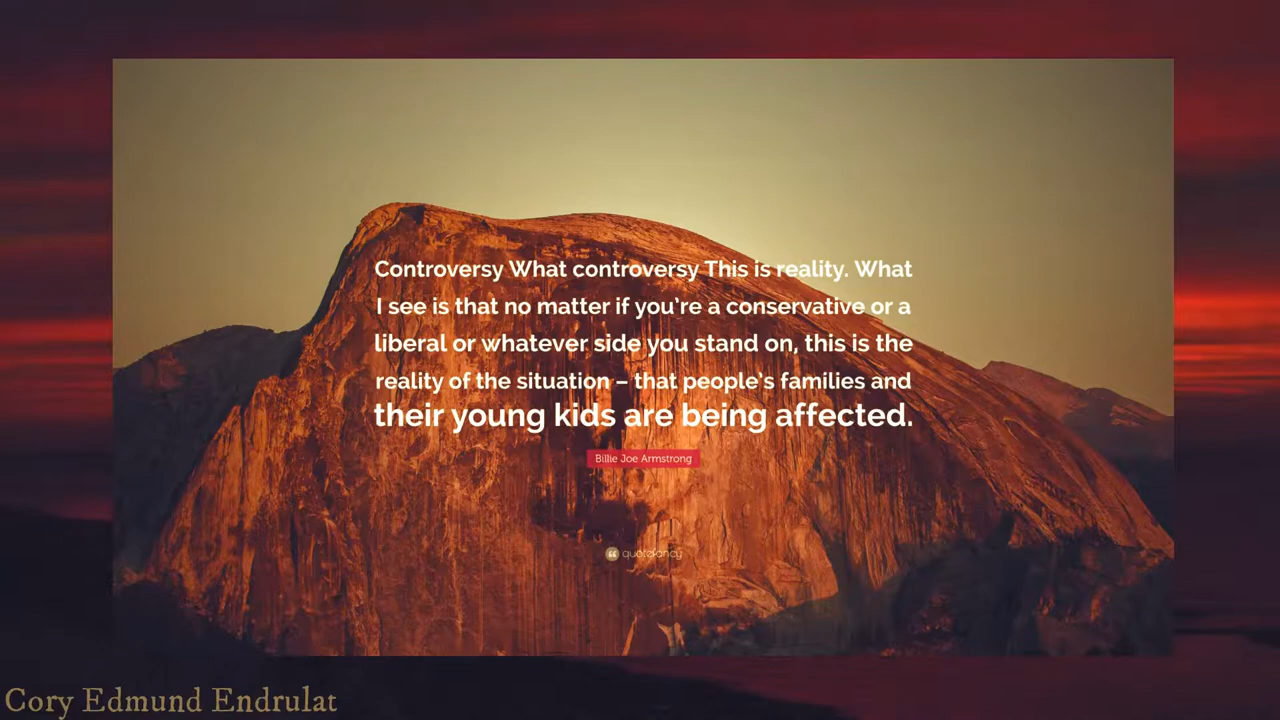 Controversy What controversy This is reality. What
I see is that no matter if you’re a conservative or a
liberal or whatever side you stand on, this is the
reality of the situation – that people’s families and
their young kids are being affected.
Billie Joe Armstrong
quotefancy
Cory Edmund Endrulat